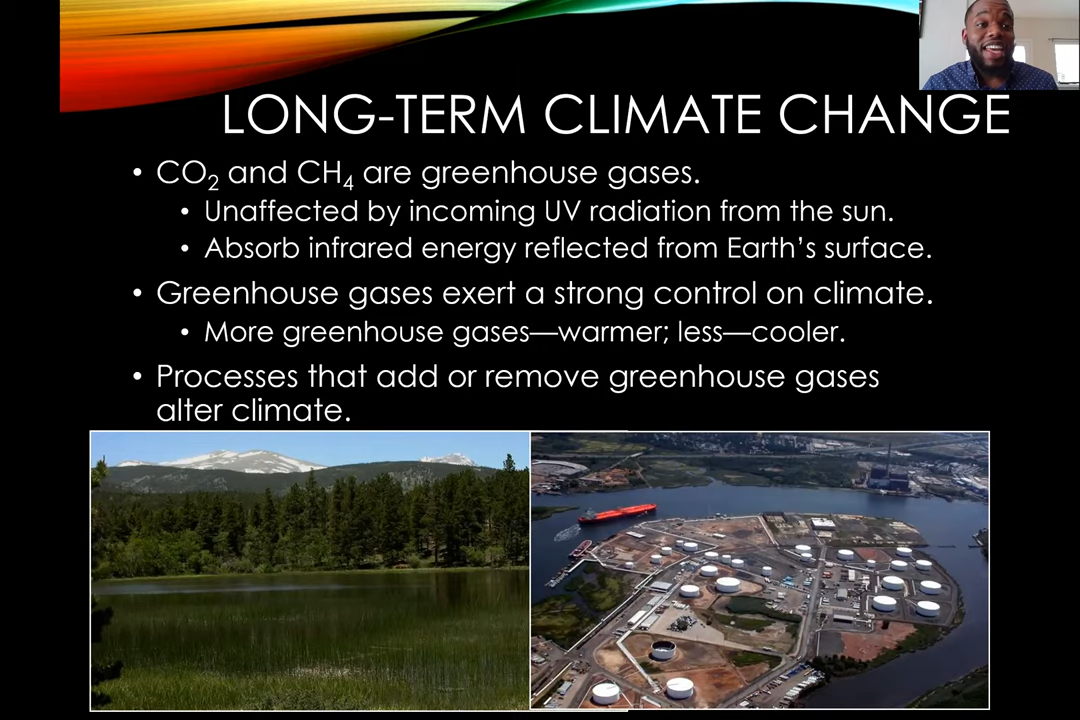 LONG-TERM CLIMATE CHANGE
• CO₂ and CH₄ are greenhouse gases.
• Unaffected by incoming UV radiation from the sun.
• Absorb infrared energy reflected from Earth’s surface.
• Greenhouse gases exert a strong control on climate.
• More greenhouse gases—warmer; less—cooler.
• Processes that add or remove greenhouse gases
alter climate.